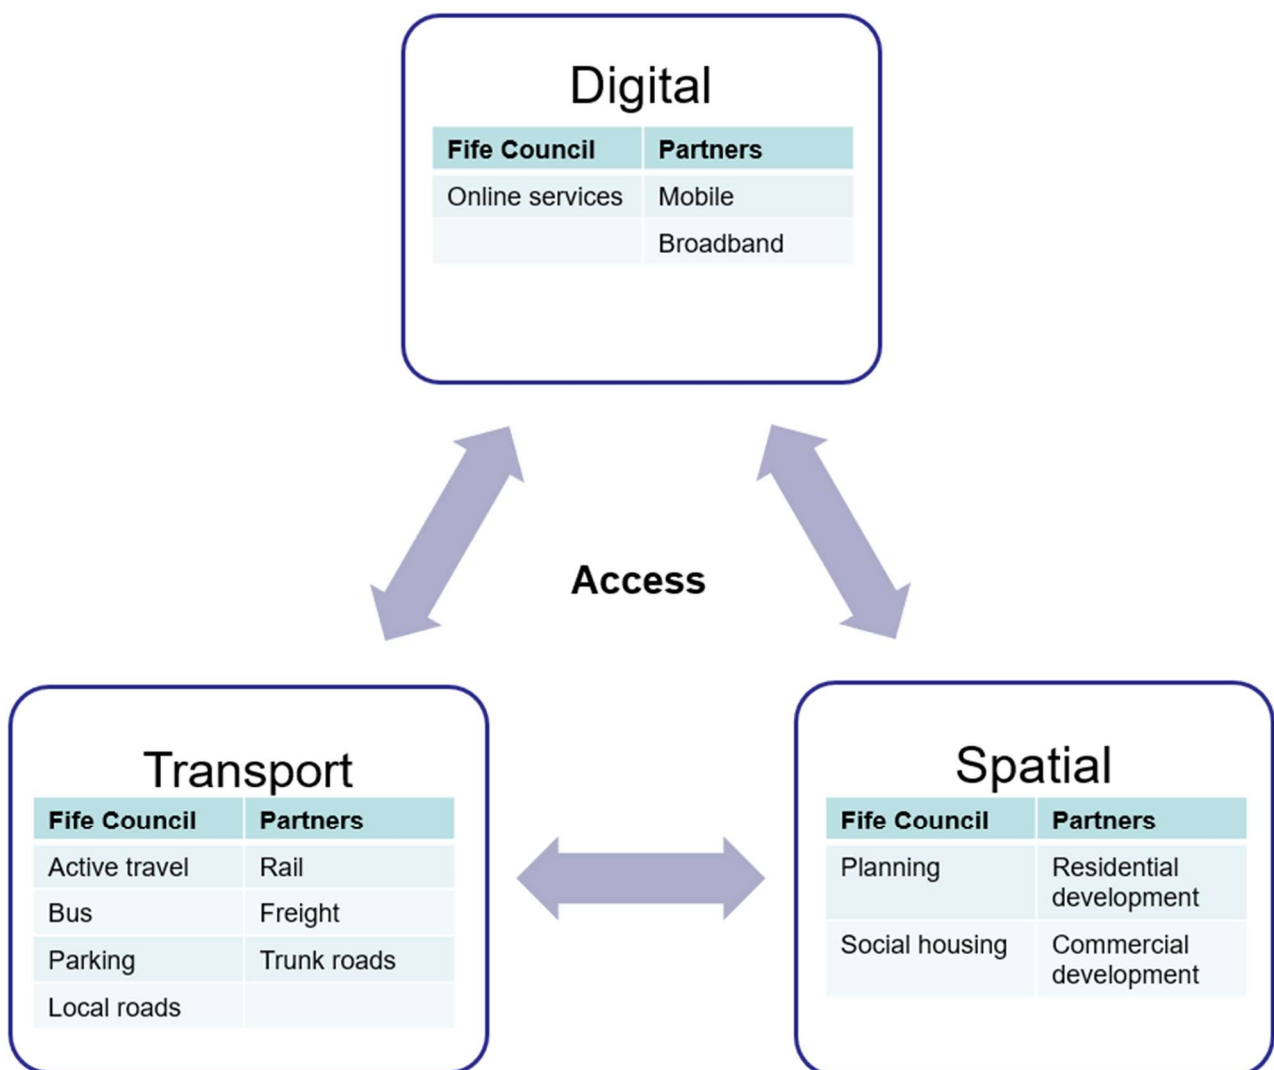 Digital
Fife Council Partners
Online services Mobile
Broadband
Access
Transport
Fife Council Partners
Active travel Rail
Bus Freight
Parking Trunk roads
Local roads
Spatial
Fife Council Partners
Planning Residential
development
Social housing Commercial
development